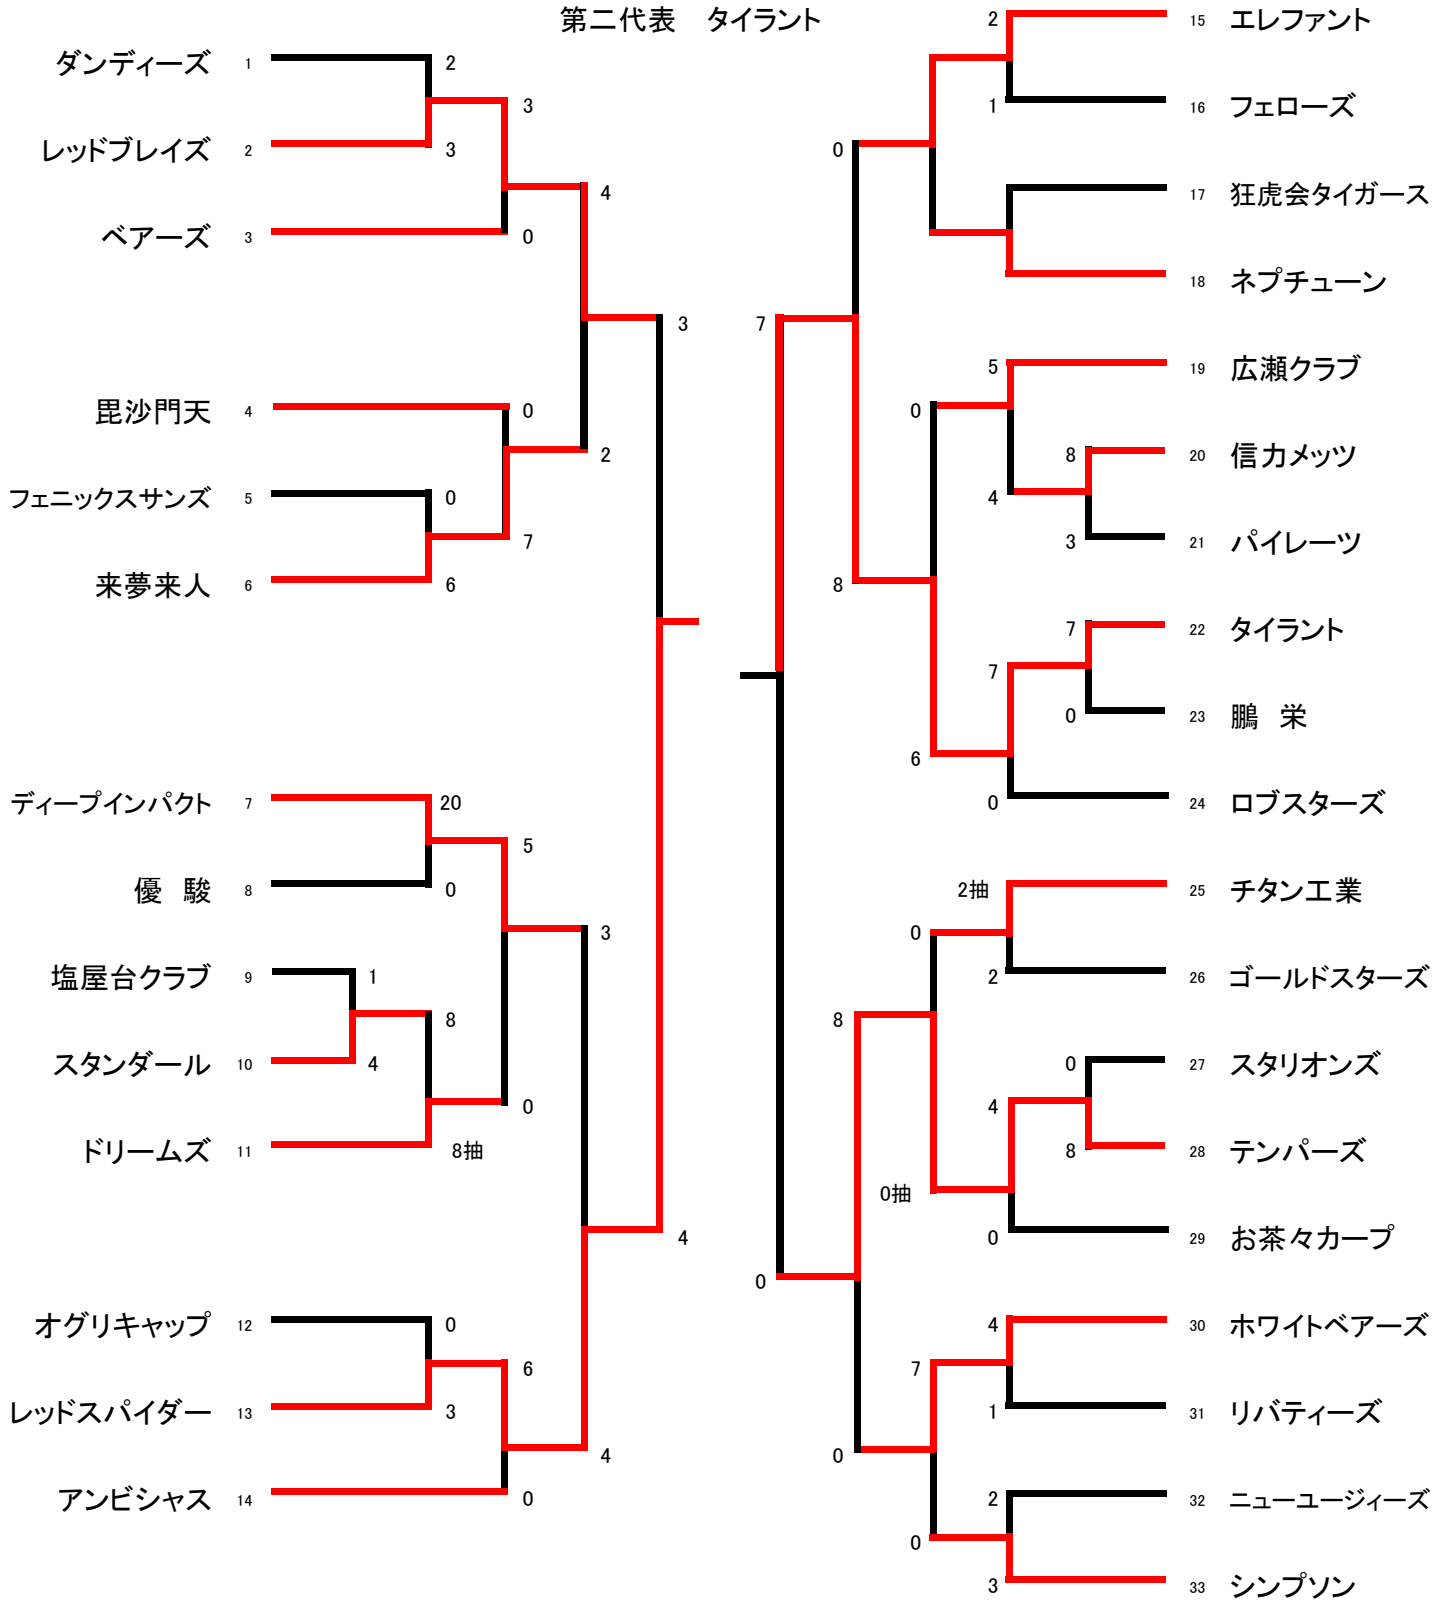 第二代表 タイラント
ダンディーズ 1 2
3
レッドブレイズ 2 3
4
ベアーズ 3 0
3
毘沙門天 4 0
2
フェニックスサンズ 5 0
7
来夢来人 6 6
ディープインパクト 7 20
5
優 駿 8 0
3
塩屋台クラブ 9 1
8
スタンダール 10 4
0
ドリームズ 11 8抽
4
オグリキャップ 12 0
6
レッドスパイダー 13 3
4
アンビシャス 14 0
2 15 エレファント
1 16 フェローズ
0
17 狂虎会タイガース
18 ネプチューン
7
5 19 広瀬クラブ
0
8 20 信力メッツ
4
3 21 パイレーツ
8
7 22 タイラント
7
0 23 鵬 栄
6
0 24 ロブスターズ
2抽 25 チタン工業
0
2 26 ゴールドスターズ
8
0 27 スタリオンズ
4
8 28 テンパーズ
0抽
0 29 お茶々カープ
0
4 30 ホワイトベアーズ
7
1 31 リバティーズ
0
2 32 ニューユージィーズ
0
3 33 シンプソン